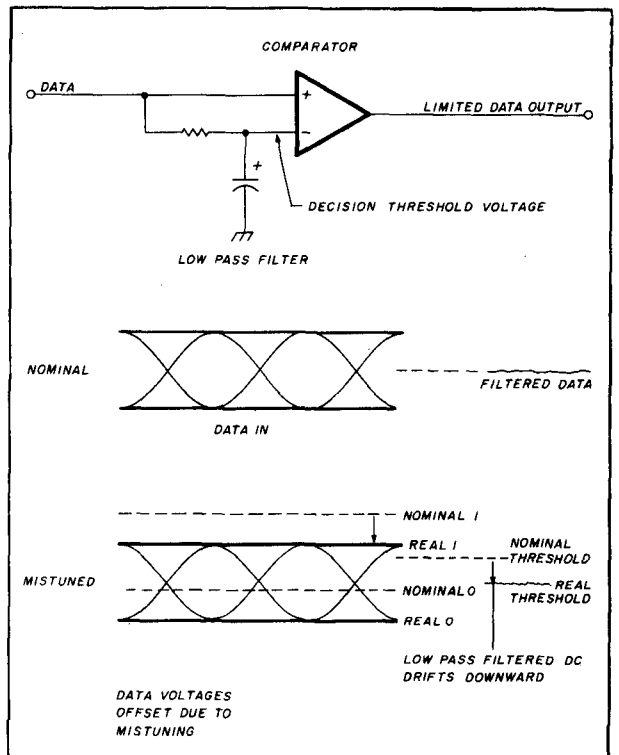 COMPARATOR
DATA
+
−
LIMITED DATA OUTPUT
+
DECISION THRESHOLD VOLTAGE
LOW PASS FILTER
NOMINAL
FILTERED DATA
DATA IN
NOMINAL 1
REAL 1
NOMINAL
THRESHOLD
MISTUNED
NOMINAL 0
REAL
THRESHOLD
REAL 0
LOW PASS FILTERED DC
DRIFTS DOWNWARD
DATA VOLTAGES
OFFSET DUE TO
MISTUNING